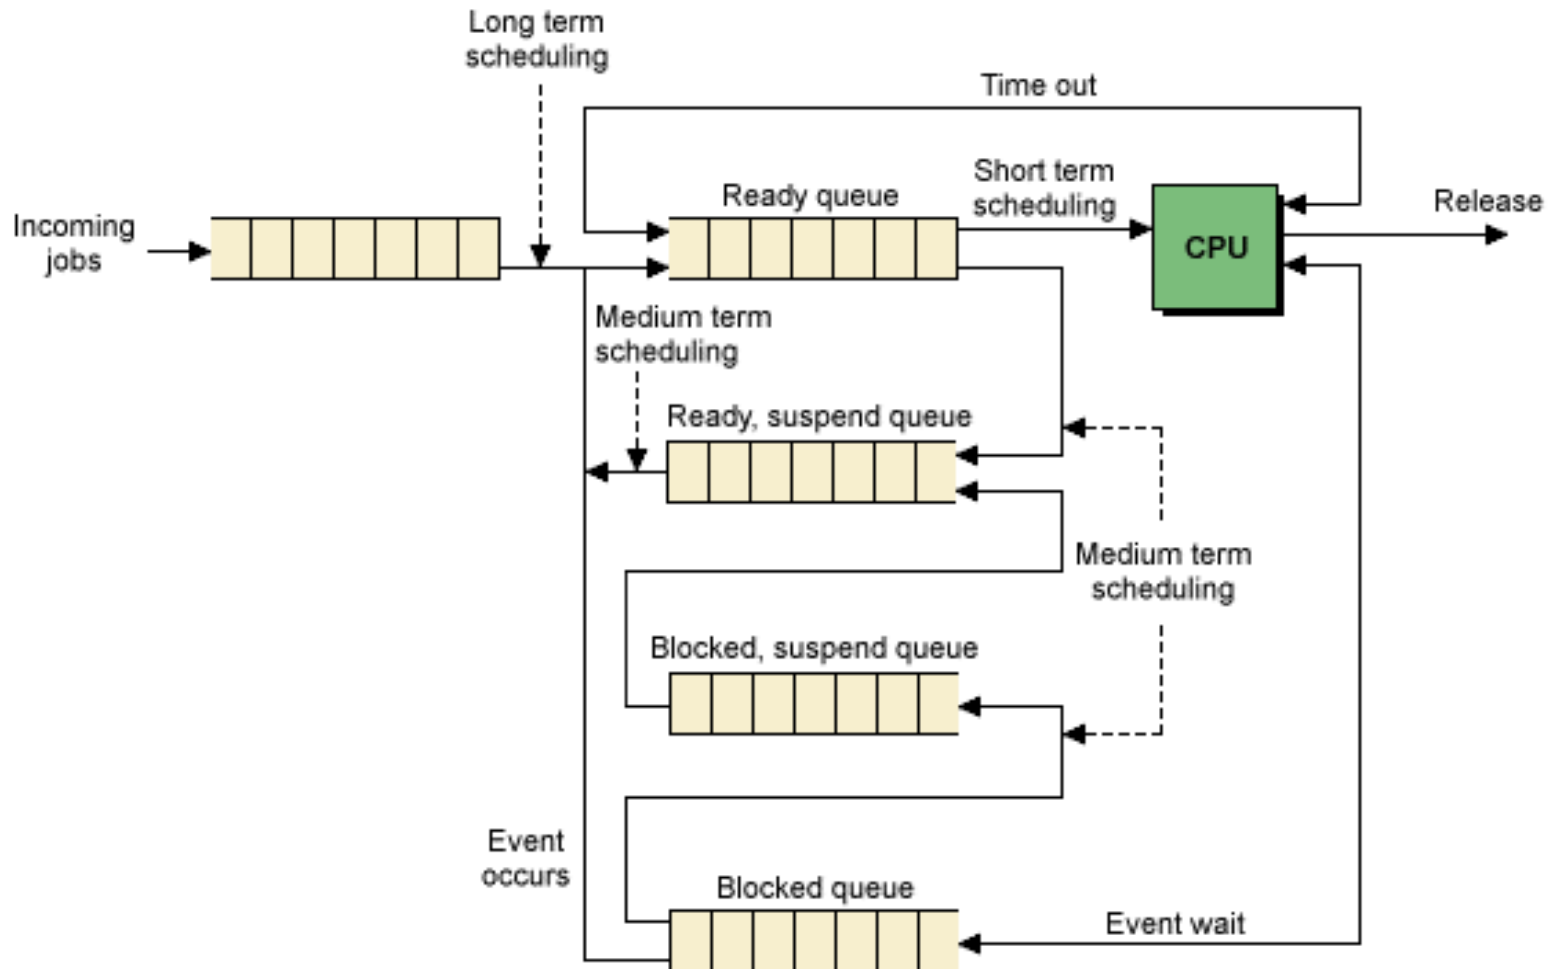 Long term
scheduling
Time out
Short term
scheduling
Ready queue
Release
Incoming
jobs
CPU
Medium term
scheduling
Ready, suspend queue
Medium term
scheduling
Blocked, suspend queue
Event
occurs
Blocked queue
Event wait